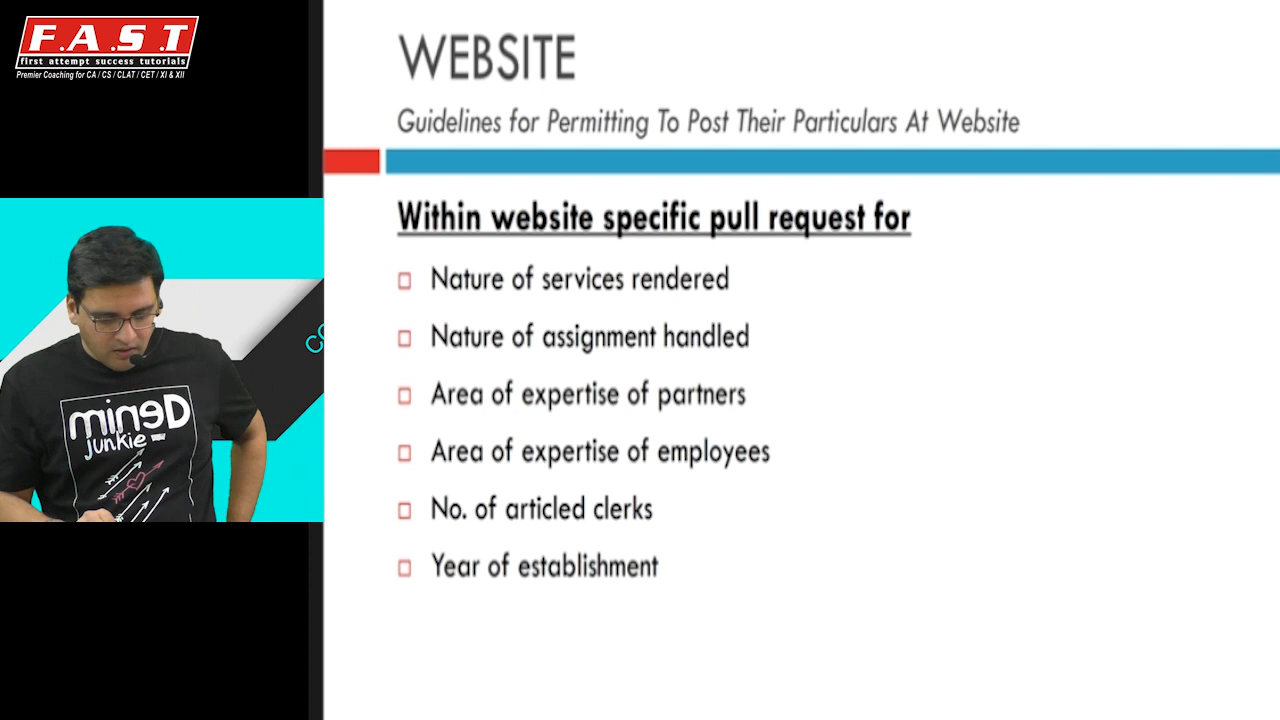 F.A.S.T
first attempt success tutorials
Premier Coaching for CA / CS / CLAT / CET / XI & XII
WEBSITE
Guidelines for Permitting To Post Their Particulars At Website
Within website specific pull request for
Nature of services rendered
Nature of assignment handled
Area of expertise of partners
Area of expertise of employees
No. of articled clerks
Year of establishment
mineD
junkie